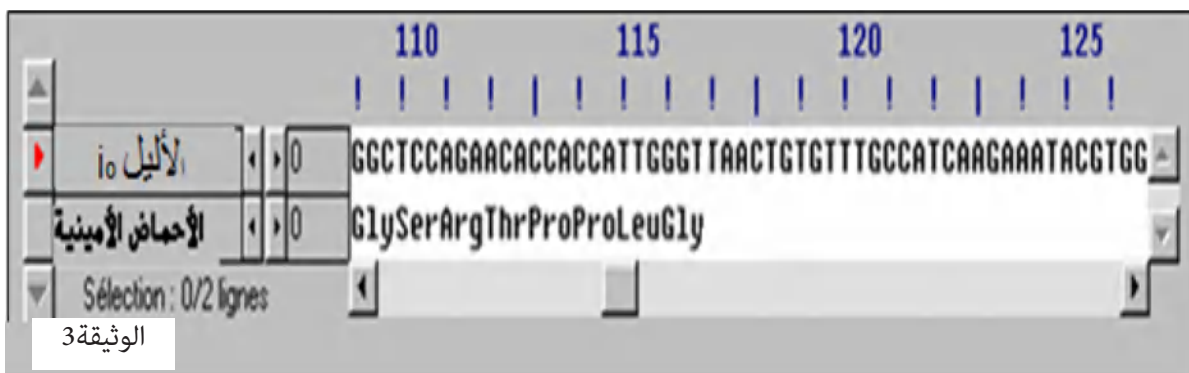 110 115 120 125
الأليل i₀ 0 GGCTCCAGAACACCACCATTGGGTTAACTGTGTTTGCCATCAAGAAATACGTGG
الأحماض الأمينية 0 GlySerArgThrProProLeuGly
Sélection : 0/2 lignes
الوثيقة3